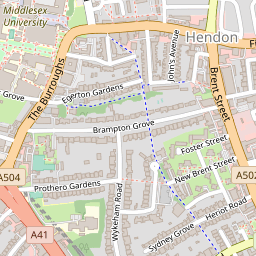 Middlesex
University
The Burroughs
Egerton Gardens
John's Avenue
Hendon
Brent Street
Grove
Brampton Grove
Foster Street
New Brent Street
A504
Prothero Gardens
Wykeham Road
A502
Heriot Road
A41
Sydney Grove